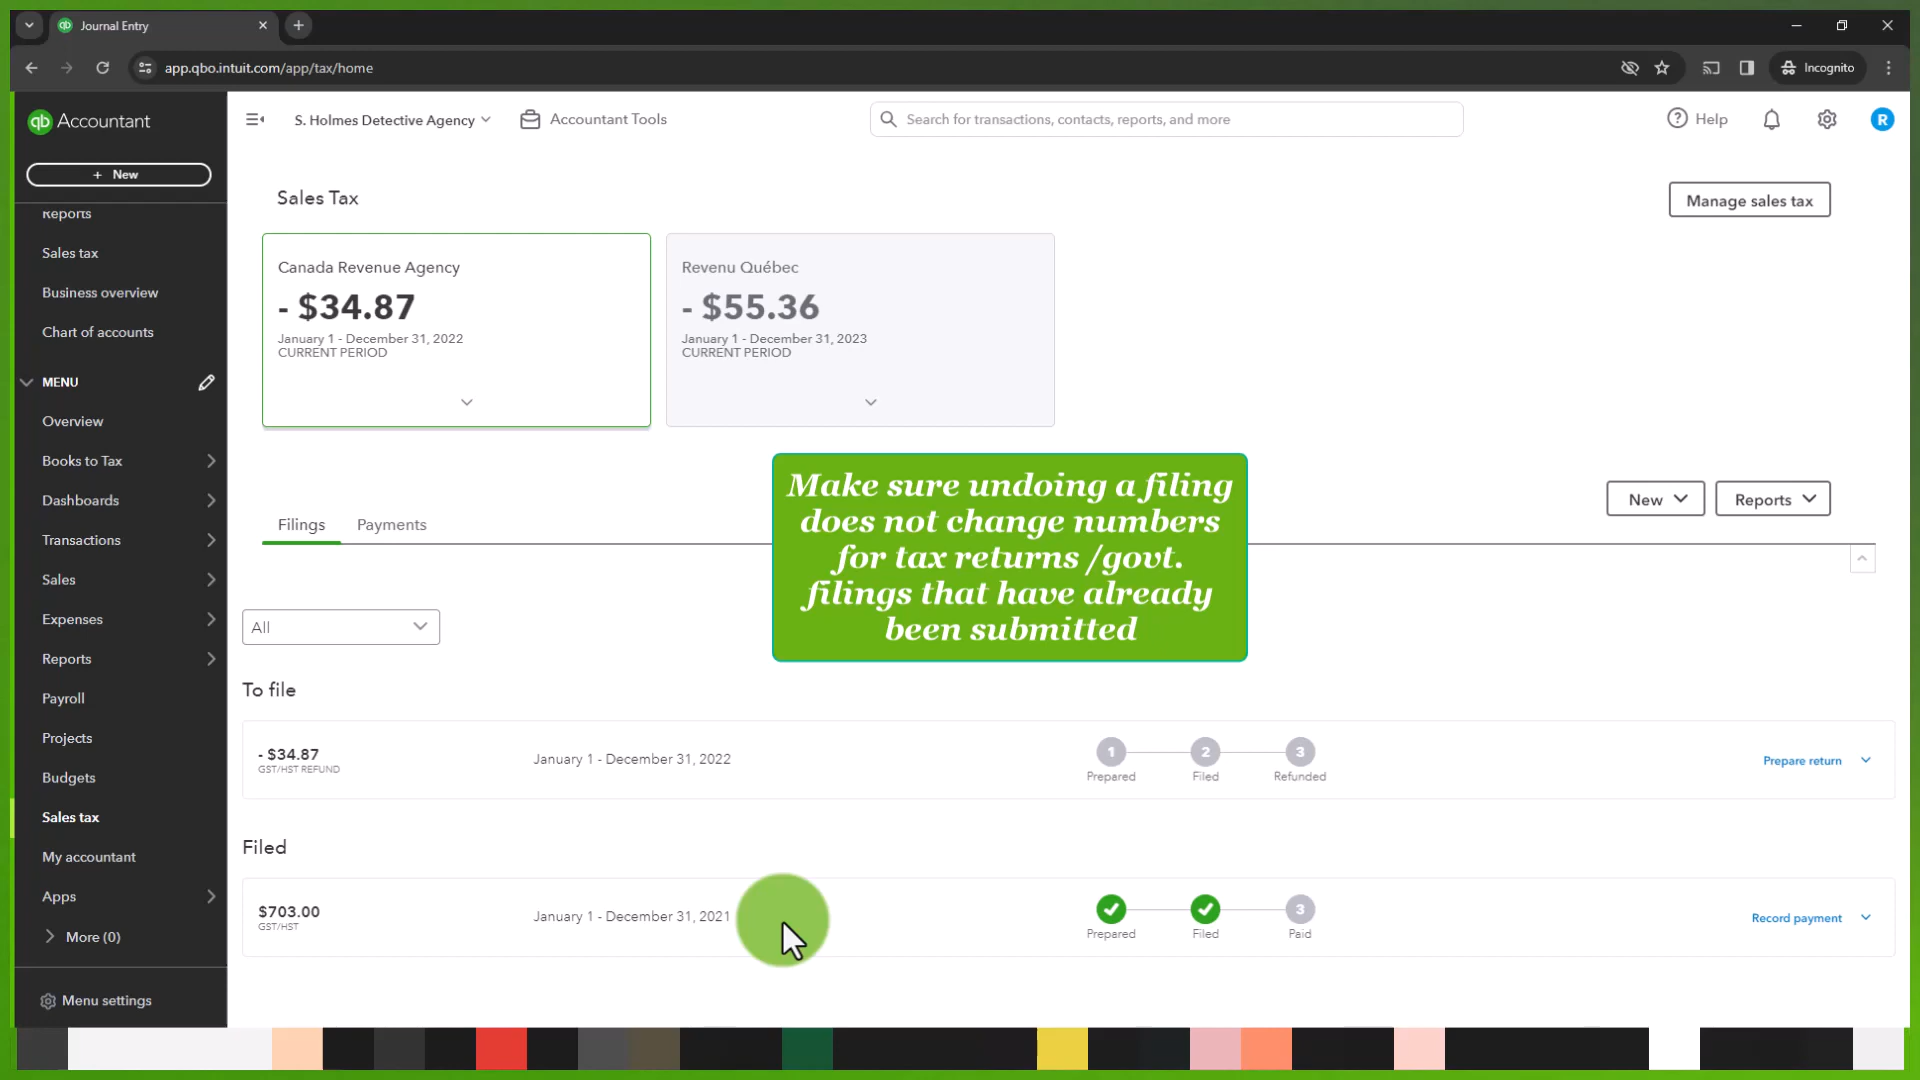 Journal Entry
app.qbo.intuit.com/app/tax/home
Incognito
qb Accountant
S. Holmes Detective Agency
Accountant Tools
Search for transactions, contacts, reports, and more
Help
R
+ New
Reports
Sales tax
Business overview
Chart of accounts
MENU
Overview
Books to Tax
Dashboards
Transactions
Sales
Expenses
Reports
Payroll
Projects
Budgets
Sales tax
My accountant
Apps
More (0)
Menu settings
Sales Tax
Manage sales tax
Canada Revenue Agency
- $34.87
January 1 - December 31, 2022
CURRENT PERIOD
Revenu Québec
- $55.36
January 1 - December 31, 2023
CURRENT PERIOD
Make sure undoing a filing
does not change numbers
for tax returns /govt.
filings that have already
been submitted
New
Reports
Filings
Payments
All
To file
- $34.87
GST/HST REFUND
January 1 - December 31, 2022
1
2
3
Prepared
Filed
Refunded
Prepare return
Filed
$703.00
GST/HST
January 1 - December 31, 2021
3
Prepared
Filed
Paid
Record payment